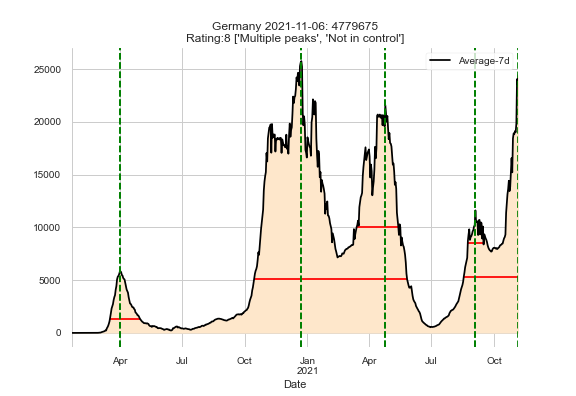 Germany 2021-11-06: 4779675
Rating:8 ['Multiple peaks', 'Not in control']
Average-7d
25000
20000
15000
10000
5000
0
Apr Jul Oct Jan Apr Jul Oct
2021
Date